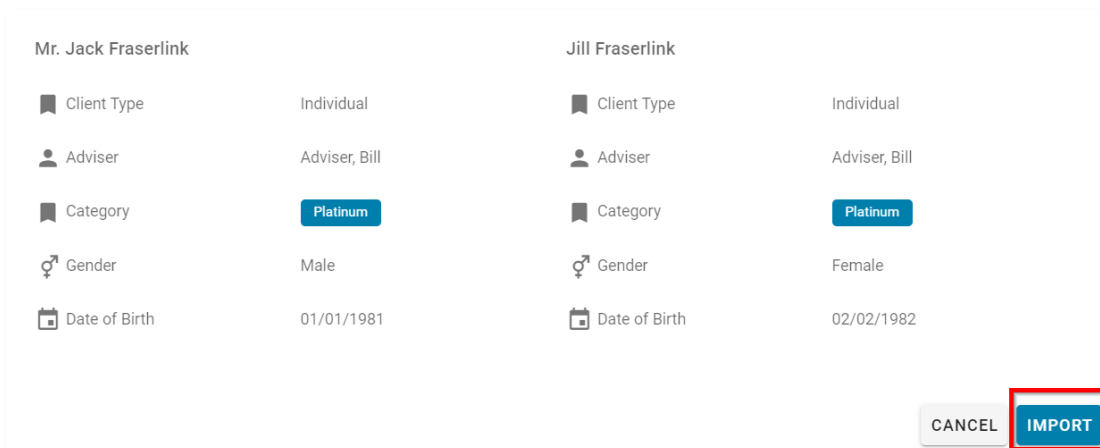 Mr. Jack Fraserlink Jill Fraserlink
Client Type Individual Client Type Individual
Adviser Adviser, Bill Adviser Adviser, Bill
Category Platinum Category Platinum
Gender Male Gender Female
Date of Birth 01/01/1981 Date of Birth 02/02/1982
CANCEL IMPORT